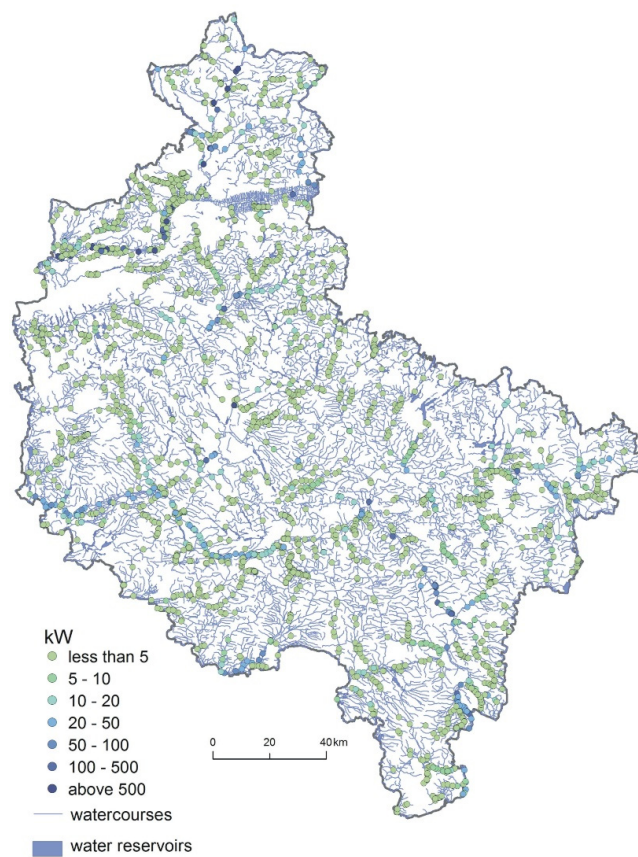 kW
less than 5
5 - 10
10 - 20
20 - 50
50 - 100
100 - 500
above 500
watercourses
water reservoirs
0 20 40 km